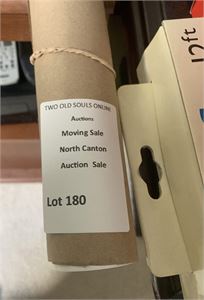 TWO OLD SOULS ONLINE
Auctions
Moving Sale
North Canton
Auction Sale
Lot 180
12ft